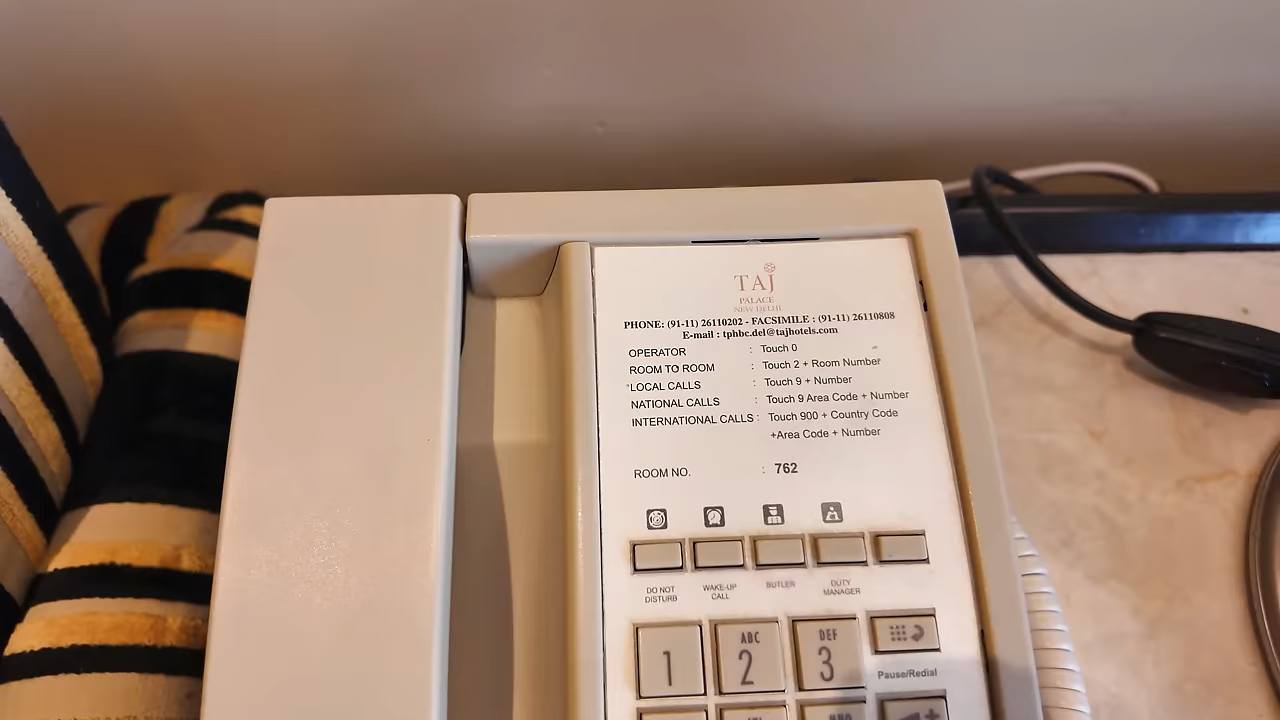 TAJ
PALACE
NEW DELHI
PHONE: (91-11) 26110202 - FACSIMILE : (91-11) 26110808
E-mail : tphbc.del@tajhotels.com
OPERATOR : Touch 0
ROOM TO ROOM : Touch 2 + Room Number
LOCAL CALLS : Touch 9 + Number
NATIONAL CALLS : Touch 9 Area Code + Number
INTERNATIONAL CALLS : Touch 900 + Country Code
+Area Code + Number
ROOM NO. : 762
DO NOT DISTURB
WAKE-UP CALL
BUTLER
DUTY MANAGER
1
ABC
2
DEF
3
Pause/Redial